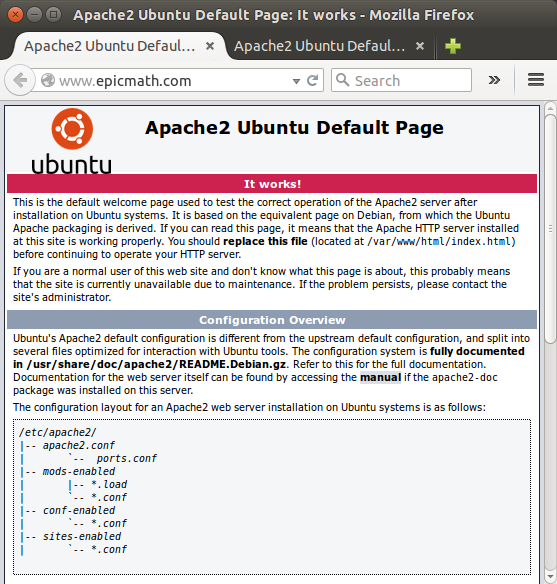 Apache2 Ubuntu Default Page: It works - Mozilla Firefox
Apache2 Ubuntu Defaul...
Apache2 Ubuntu Defaul...
www.epicmath.com
Search
ubuntu
Apache2 Ubuntu Default Page
It works!
This is the default welcome page used to test the correct operation of the Apache2 server after
installation on Ubuntu systems. It is based on the equivalent page on Debian, from which the Ubuntu
Apache packaging is derived. If you can read this page, it means that the Apache HTTP server installed
at this site is working properly. You should replace this file (located at /var/www/html/index.html)
before continuing to operate your HTTP server.
If you are a normal user of this web site and don't know what this page is about, this probably means
that the site is currently unavailable due to maintenance. If the problem persists, please contact the
site's administrator.
Configuration Overview
Ubuntu's Apache2 default configuration is different from the upstream default configuration, and split into
several files optimized for interaction with Ubuntu tools. The configuration system is fully documented
in /usr/share/doc/apache2/README.Debian.gz. Refer to this for the full documentation.
Documentation for the web server itself can be found by accessing the manual if the apache2-doc
package was installed on this server.
The configuration layout for an Apache2 web server installation on Ubuntu systems is as follows:
/etc/apache2/
|-- apache2.conf
|       `--  ports.conf
|-- mods-enabled
|       |-- *.load
|       `-- *.conf
|-- conf-enabled
|       `-- *.conf
|-- sites-enabled
|       `-- *.conf